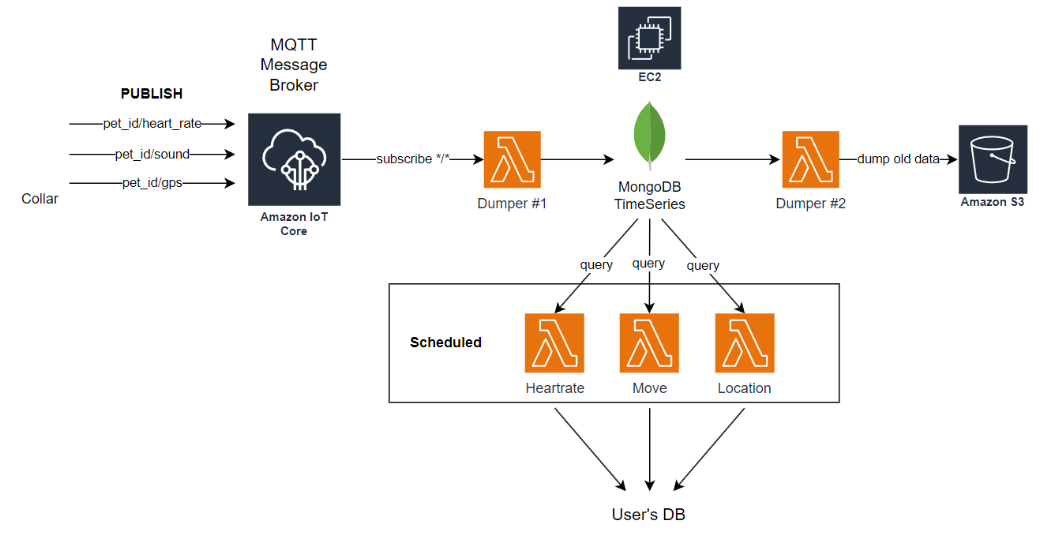 MQTT
Message
Broker
EC2
PUBLISH
pet_id/heart_rate
pet_id/sound
pet_id/gps
Collar
Amazon IoT
Core
subscribe */*
Dumper #1
MongoDB
TimeSeries
Dumper #2
dump old data
Amazon S3
query
query
query
Scheduled
Heartrate
Move
Location
User's DB